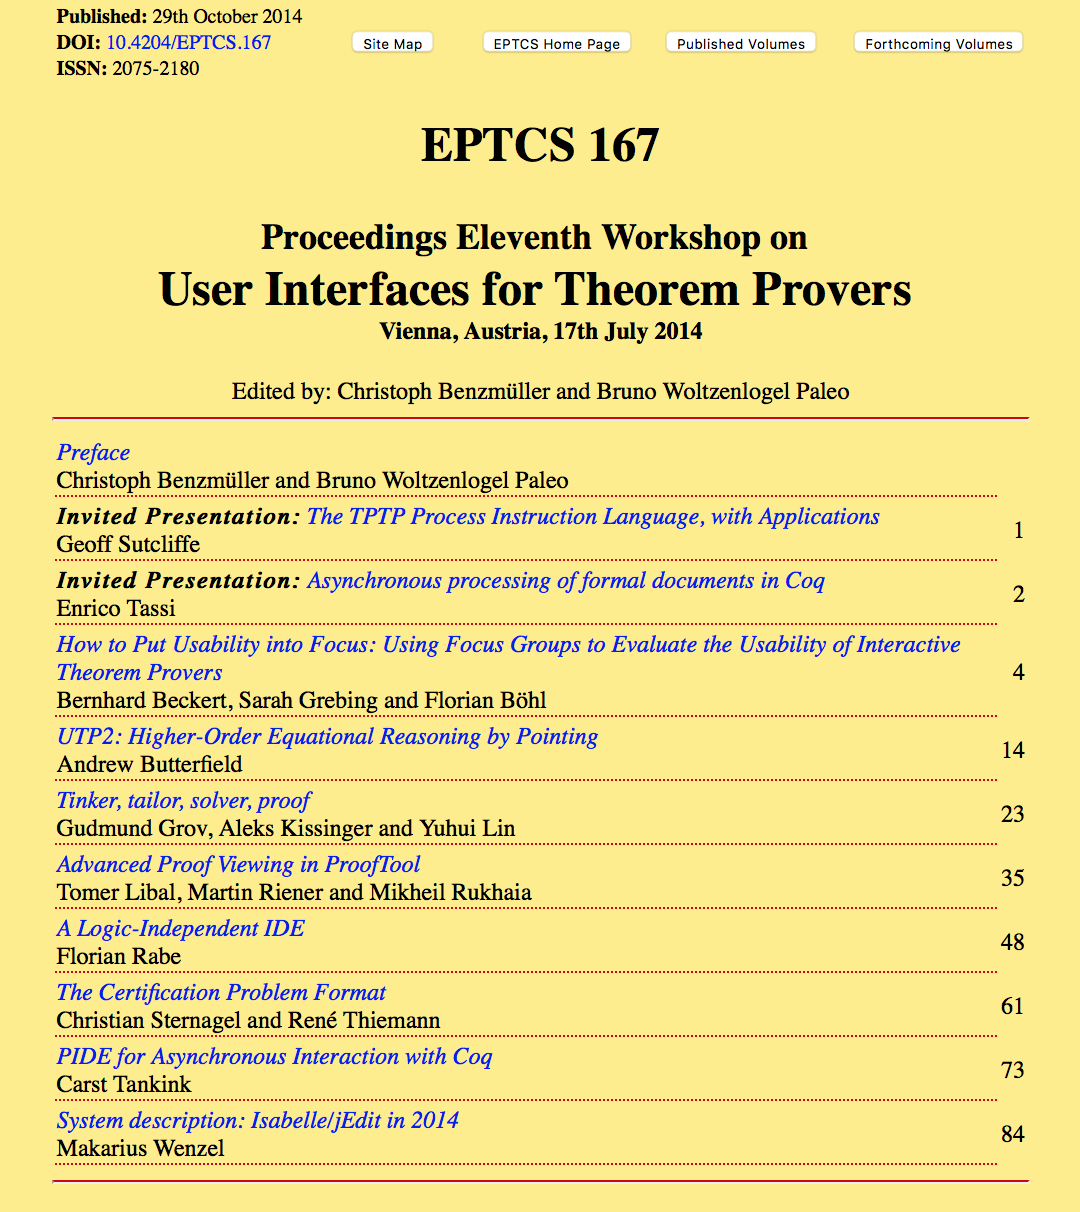 Published: 29th October 2014
DOI: 10.4204/EPTCS.167
ISSN: 2075-2180
Site Map
EPTCS Home Page
Published Volumes
Forthcoming Volumes
EPTCS 167
Proceedings Eleventh Workshop on
User Interfaces for Theorem Provers
Vienna, Austria, 17th July 2014
Edited by: Christoph Benzmüller and Bruno Woltzenlogel Paleo
Preface
Christoph Benzmüller and Bruno Woltzenlogel Paleo
Invited Presentation: The TPTP Process Instruction Language, with Applications
Geoff Sutcliffe
1
Invited Presentation: Asynchronous processing of formal documents in Coq
Enrico Tassi
2
How to Put Usability into Focus: Using Focus Groups to Evaluate the Usability of Interactive
Theorem Provers
Bernhard Beckert, Sarah Grebing and Florian Böhl
4
UTP2: Higher-Order Equational Reasoning by Pointing
Andrew Butterfield
14
Tinker, tailor, solver, proof
Gudmund Grov, Aleks Kissinger and Yuhui Lin
23
Advanced Proof Viewing in ProofTool
Tomer Libal, Martin Riener and Mikheil Rukhaia
35
A Logic-Independent IDE
Florian Rabe
48
The Certification Problem Format
Christian Sternagel and René Thiemann
61
PIDE for Asynchronous Interaction with Coq
Carst Tankink
73
System description: Isabelle/jEdit in 2014
Makarius Wenzel
84